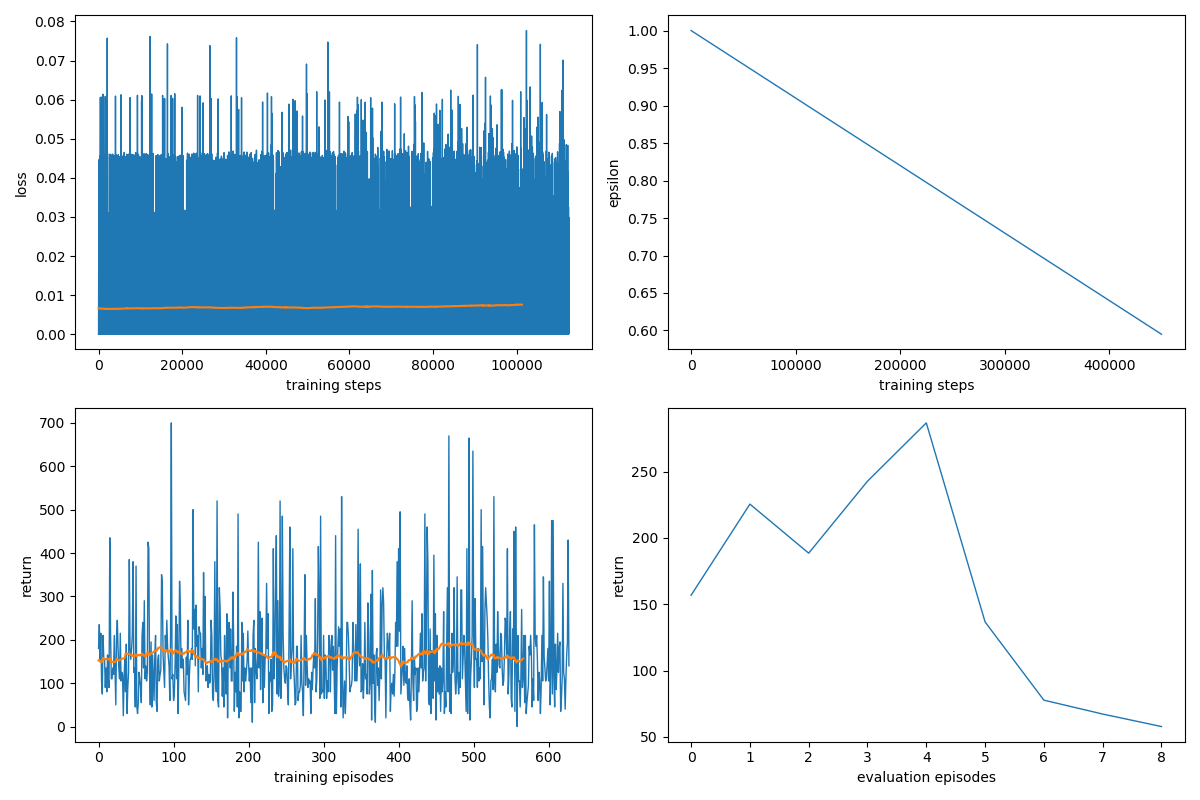 0.08
0.07
0.06
0.05
0.04
0.03
0.02
0.01
0.00
loss
0 20000 40000 60000 80000 100000
training steps
1.00
0.95
0.90
0.85
0.80
0.75
0.70
0.65
0.60
epsilon
0 100000 200000 300000 400000
training steps
700
600
500
400
300
200
100
0
return
0 100 200 300 400 500 600
training episodes
250
200
150
100
50
return
0 1 2 3 4 5 6 7 8
evaluation episodes